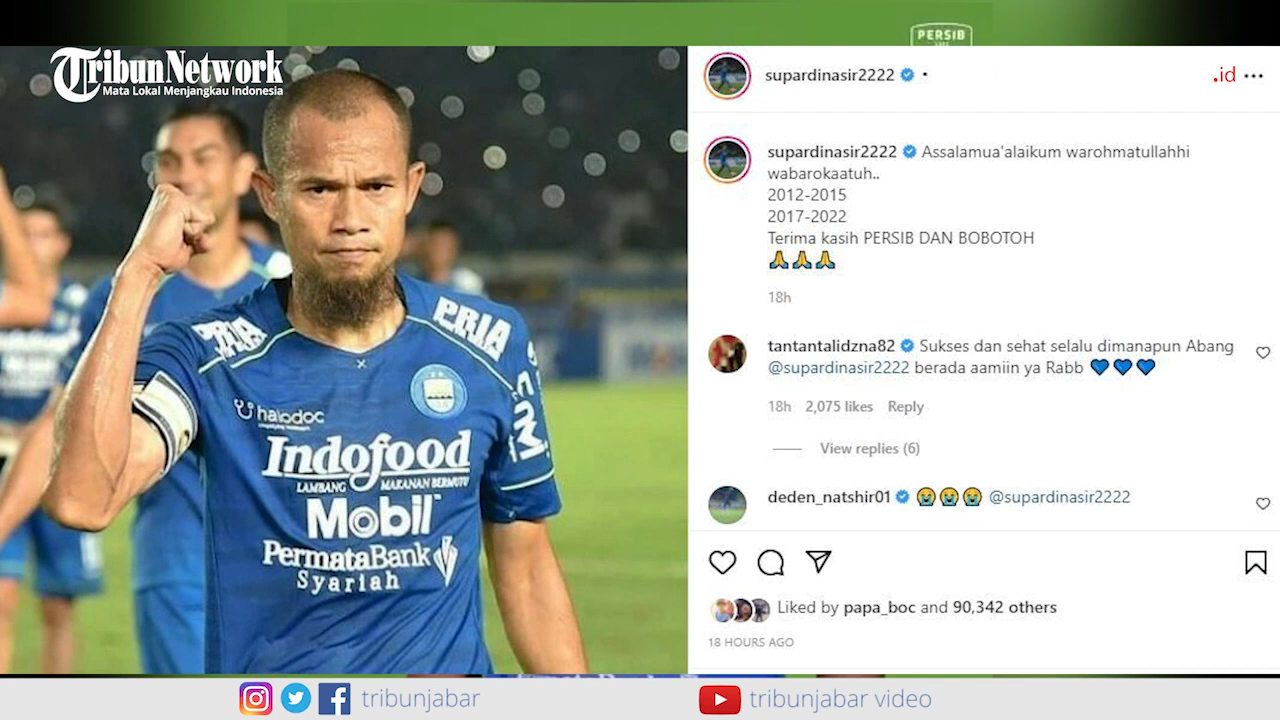 PERSIB
TribunNetwork
Mata Lokal Menjangkau Indonesia
supardinasir2222 •
.id •••
supardinasir2222 Assalamua'alaikum warohmatullahhi
wabarokaatuh..
2012-2015
2017-2022
Terima kasih PERSIB DAN BOBOTOH
🙏🙏🙏
18h
tantantalidzna82 Sukses dan sehat selalu dimanapun Abang
@supardinasir2222 berada aamiin ya Rabb 💙💙💙
18h 2,075 likes Reply
View replies (6)
deden_natshir01 😭😭😭 @supardinasir2222
Liked by papa_boc and 90,342 others
18 HOURS AGO
PRIA
PRIA
halodoc
Indofood
LAMBANG MAKANAN BERMUTU
Mobil
PermataBank
Syariah
tribunjabar
tribunjabar video